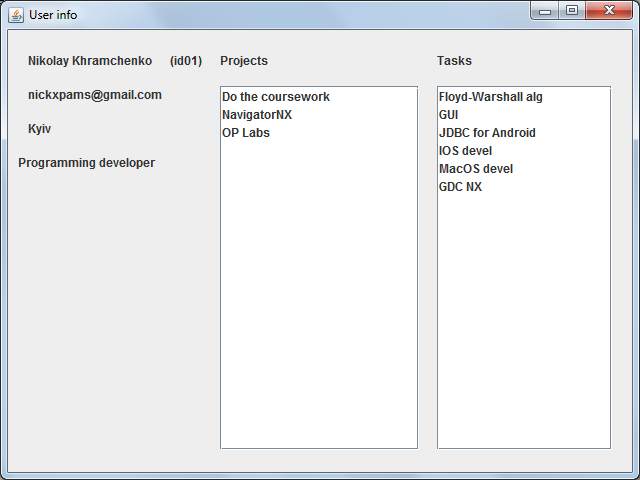 User info
Nikolay Khramchenko (id01)
nickxpams@gmail.com
Kyiv
Programming developer
Projects
Do the coursework
NavigatorNX
OP Labs
Tasks
Floyd-Warshall alg
GUI
JDBC for Android
IOS devel
MacOS devel
GDC NX